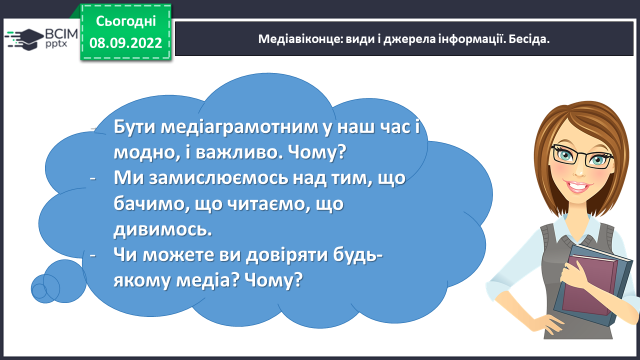 ВСІМ
pptx
Сьогодні
08.09.2022
Медіавіконце: види і джерела інформації. Бесіда.
- Бути медіаграмотним у наш час і
модно, і важливо. Чому?
- Ми замислюємось над тим, що
бачимо, що читаємо, що
дивимось.
- Чи можете ви довіряти будь-
якому медіа? Чому?